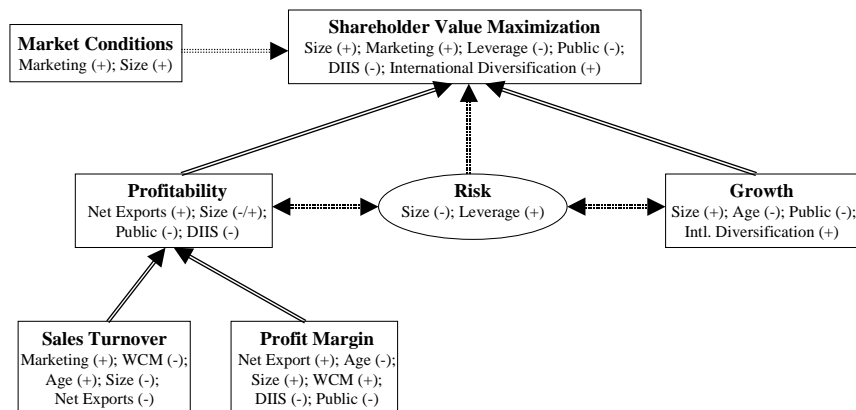 Market Conditions
Marketing (+); Size (+)
Shareholder Value Maximization
Size (+); Marketing (+); Leverage (-); Public (-);
DIIS (-); International Diversification (+)
Profitability
Net Exports (+); Size (-/+);
Public (-); DIIS (-)
Risk
Size (-); Leverage (+)
Growth
Size (+); Age (-); Public (-);
Intl. Diversification (+)
Sales Turnover
Marketing (+); WCM (-);
Age (+); Size (-);
Net Exports (-)
Profit Margin
Net Export (+); Age (-);
Size (+); WCM (+);
DIIS (-); Public (-)